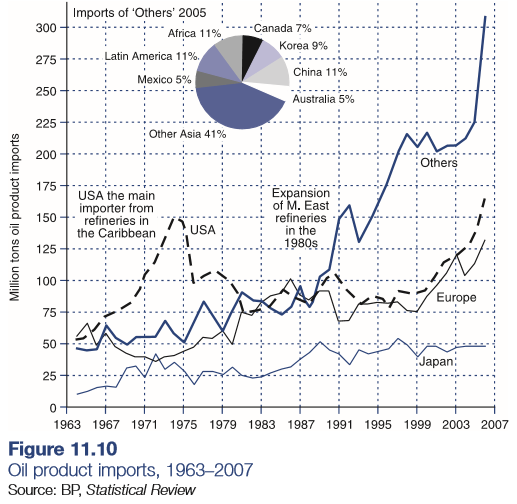 Imports of 'Others' 2005
Africa 11%
Canada 7%
Korea 9%
Latin America 11%
China 11%
Mexico 5%
Australia 5%
Other Asia 41%
Million tons oil product imports
300
275
250
225
200
175
150
125
100
75
50
25
0
USA the main
importer from
refineries in
the Caribbean
USA
Expansion
of M. East
refineries
in the
1980s
Others
Europe
Japan
1963
1967
1971
1975
1979
1983
1987
1991
1995
1999
2003
2007
Figure 11.10
Oil product imports, 1963–2007
Source: BP, Statistical Review